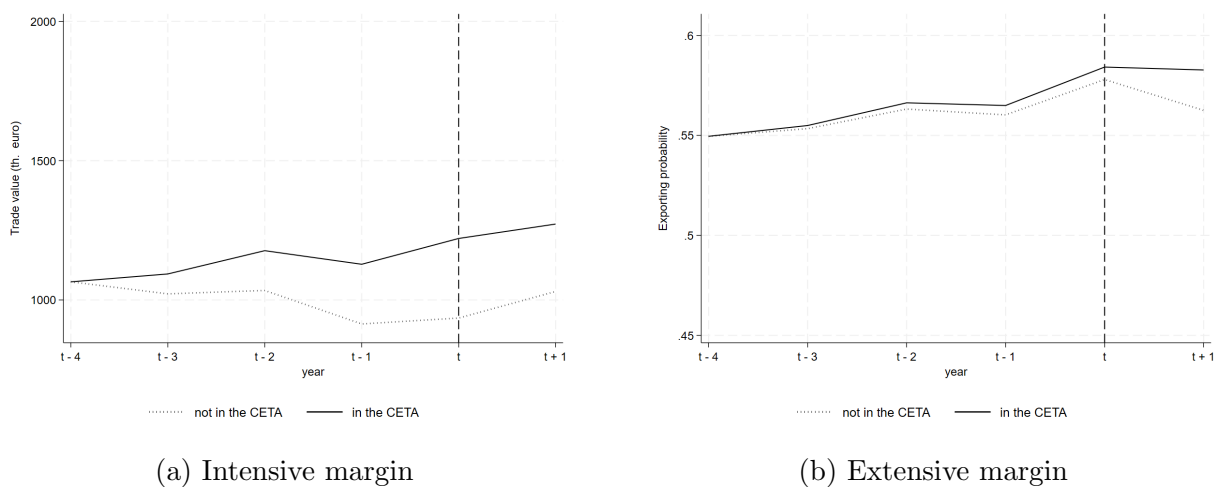 2000
1500
1000
Trade value (th. euro)
t - 4 t - 3 t - 2 t - 1 t t + 1
year
not in the CETA in the CETA
(a) Intensive margin
.6
.55
.5
.45
Exporting probability
t - 4 t - 3 t - 2 t - 1 t t + 1
year
not in the CETA in the CETA
(b) Extensive margin